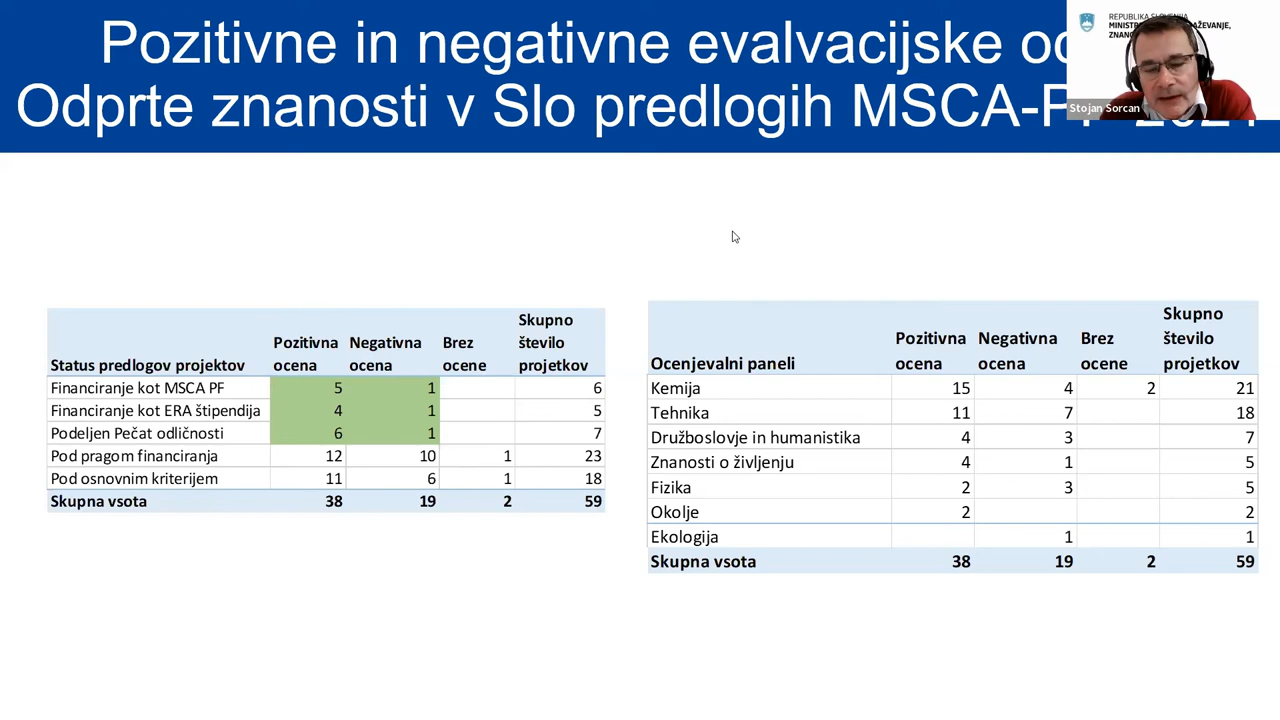 Pozitivne in negativne evalvacijske
Odprte znanosti v Slo predlogih
REPUBLIKA SLOVENIJA
Stojan Sorcan
Status predlogov projektov Pozitivna ocena Negativna ocena Brez ocene Skupno število projetkov
Financiranje kot MSCA PF 5 1 6
Financiranje kot ERA štipendija 4 1 5
Podeljen Pečat odličnosti 6 1 7
Pod pragom financiranja 12 10 1 23
Pod osnovnim kriterijem 11 6 1 18
Skupna vsota 38 19 2 59
Ocenjevalni paneli Pozitivna ocena Negativna ocena Brez ocene Skupno število projetkov
Kemija 15 4 2 21
Tehnika 11 7 18
Družboslovje in humanistika 4 3 7
Znanosti o življenju 4 1 5
Fizika 2 3 5
Okolje 2 2
Ekologija 1 1
Skupna vsota 38 19 2 59